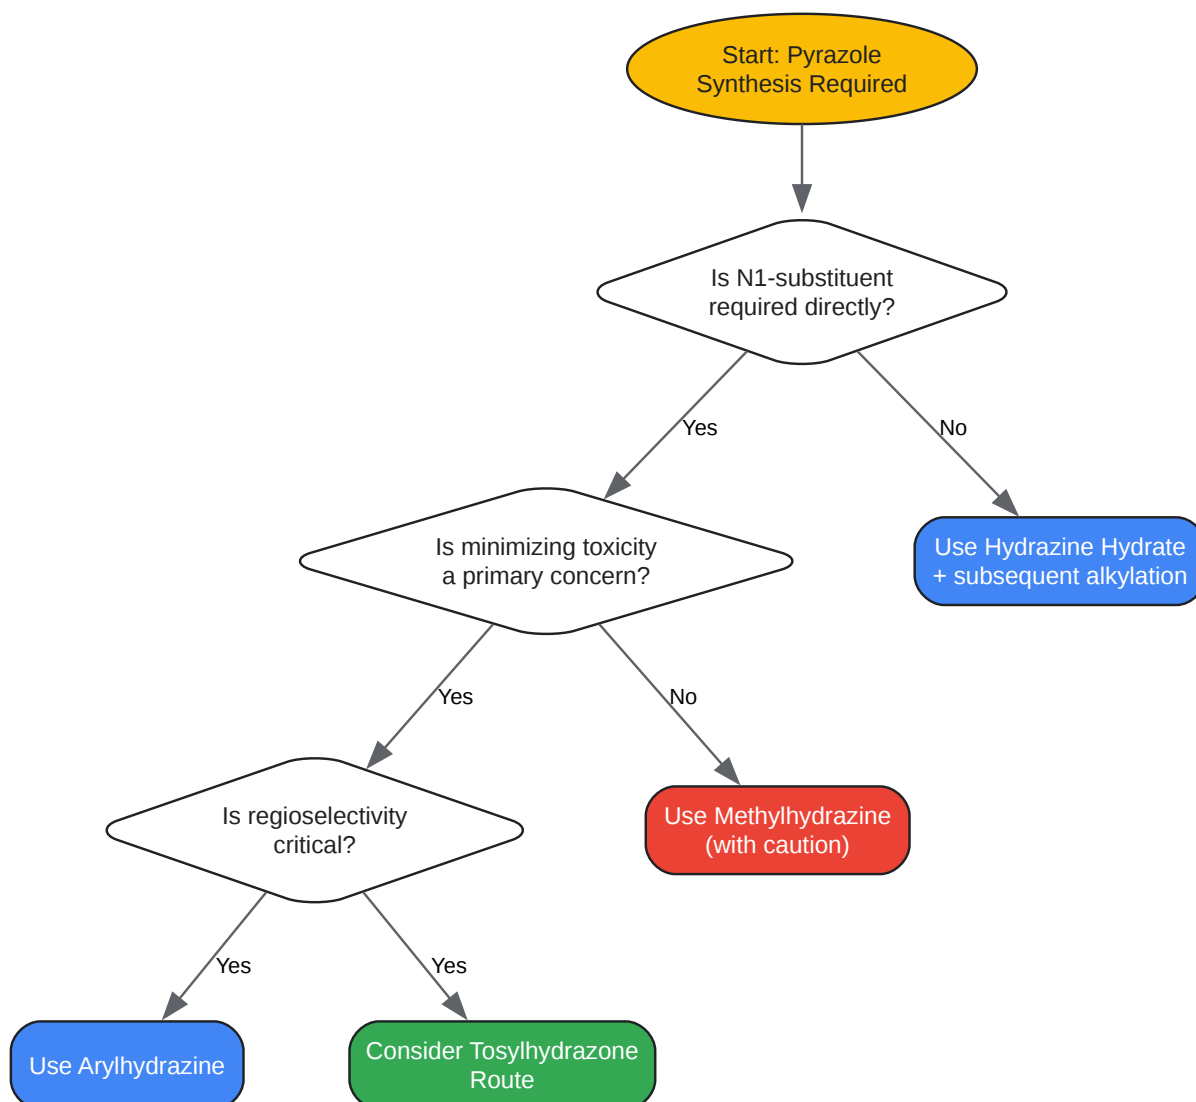 Start: Pyrazole
Synthesis Required
Is N1-substituent
required directly?
Yes
No
Is minimizing toxicity
a primary concern?
Use Hydrazine Hydrate
+ subsequent alkylation
Yes
No
Is regioselectivity
critical?
Use Methylhydrazine
(with caution)
Yes
Yes
Use Arylhydrazine
Consider Tosylhydrazone
Route